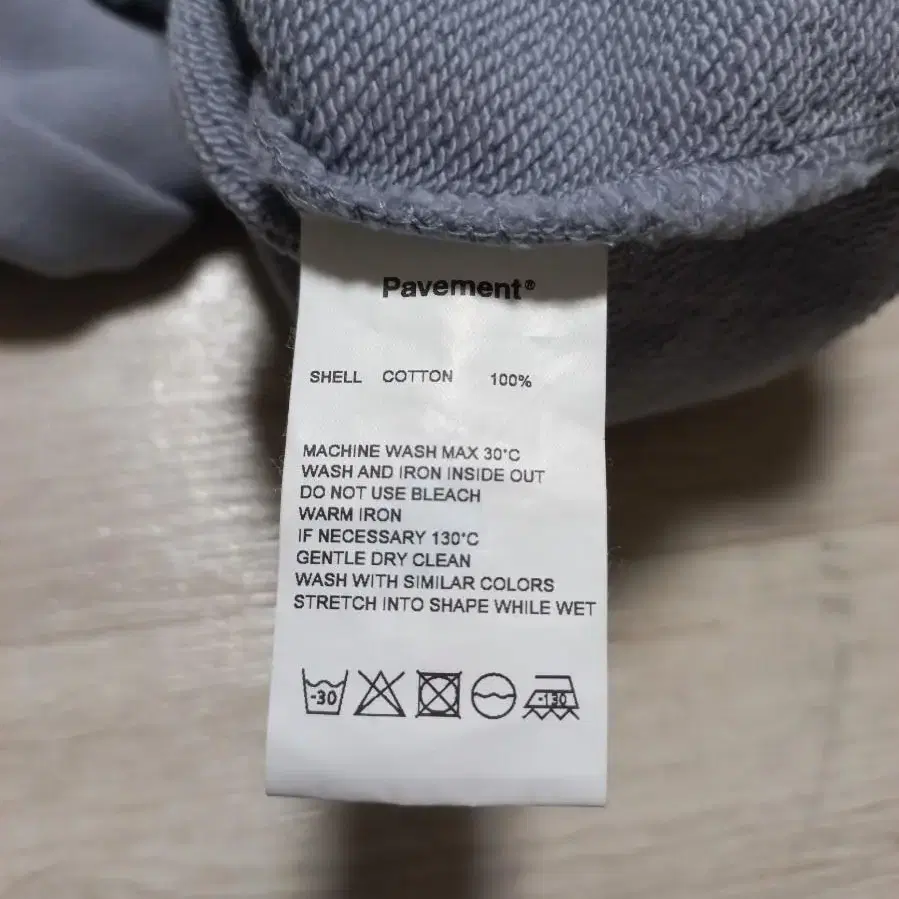 Pavement®
SHELL COTTON 100%
MACHINE WASH MAX 30°C
WASH AND IRON INSIDE OUT
DO NOT USE BLEACH
WARM IRON
IF NECESSARY 130°C
GENTLE DRY CLEAN
WASH WITH SIMILAR COLORS
STRETCH INTO SHAPE WHILE WET
-30 -130